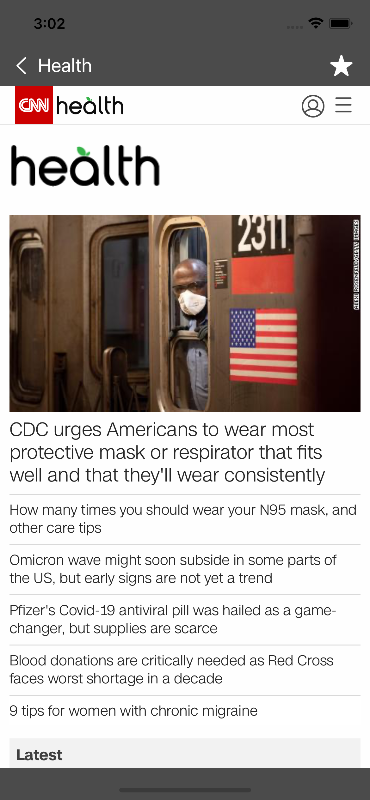 3:02
Health
CNN health
health
2311
CDC urges Americans to wear most
protective mask or respirator that fits
well and that they'll wear consistently
How many times you should wear your N95 mask, and
other care tips
Omicron wave might soon subside in some parts of
the US, but early signs are not yet a trend
Pfizer's Covid-19 antiviral pill was hailed as a game-
changer, but supplies are scarce
Blood donations are critically needed as Red Cross
faces worst shortage in a decade
9 tips for women with chronic migraine
Latest